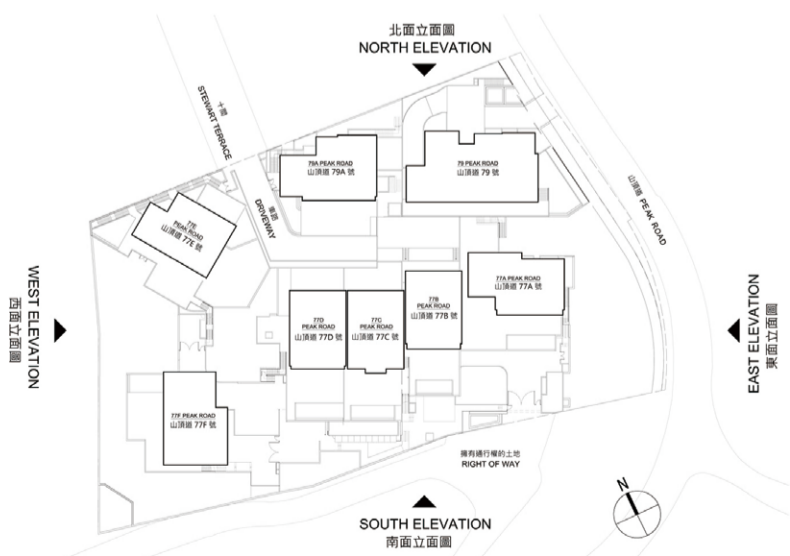 北面立面圖
NORTH ELEVATION
十間
STEWART TERRACE
79A PEAK ROAD
山頂道 79A 號
79 PEAK ROAD
山頂道 79 號
山頂道 PEAK ROAD
車路
DRIVEWAY
77E
PEAK ROAD
山頂道 77E 號
77A PEAK ROAD
山頂道 77A 號
77B
PEAK ROAD
山頂道 77B 號
WEST ELEVATION
西面立面圖
77D
PEAK ROAD
山頂道 77D 號
77C
PEAK ROAD
山頂道 77C 號
EAST ELEVATION
東面立面圖
77F PEAK ROAD
山頂道 77F 號
擁有通行權的土地
RIGHT OF WAY
N
SOUTH ELEVATION
南面立面圖